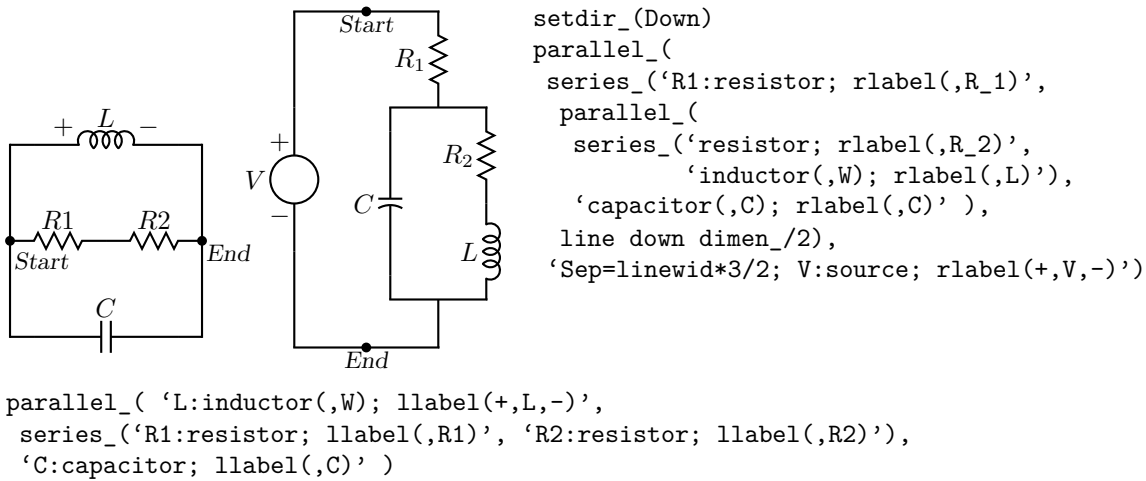 + L −
R1 R2
Start End
C
Start
R1
+
V
−
R2
C
L
End
setdir_(Down)
parallel_(
series_(‘R1:resistor; rlabel(,R_1)’,
parallel_(
series_(‘resistor; rlabel(,R_2)’,
‘inductor(,W); rlabel(,L)’),
‘capacitor(,C); rlabel(,C)’ ),
line down dimen_/2),
‘Sep=linewid*3/2; V:source; rlabel(+,V,-)’)
parallel_( ‘L:inductor(,W); llabel(+,L,-)’,
series_(‘R1:resistor; llabel(,R1)’, ‘R2:resistor; llabel(,R2)’),
‘C:capacitor; llabel(,C)’ )